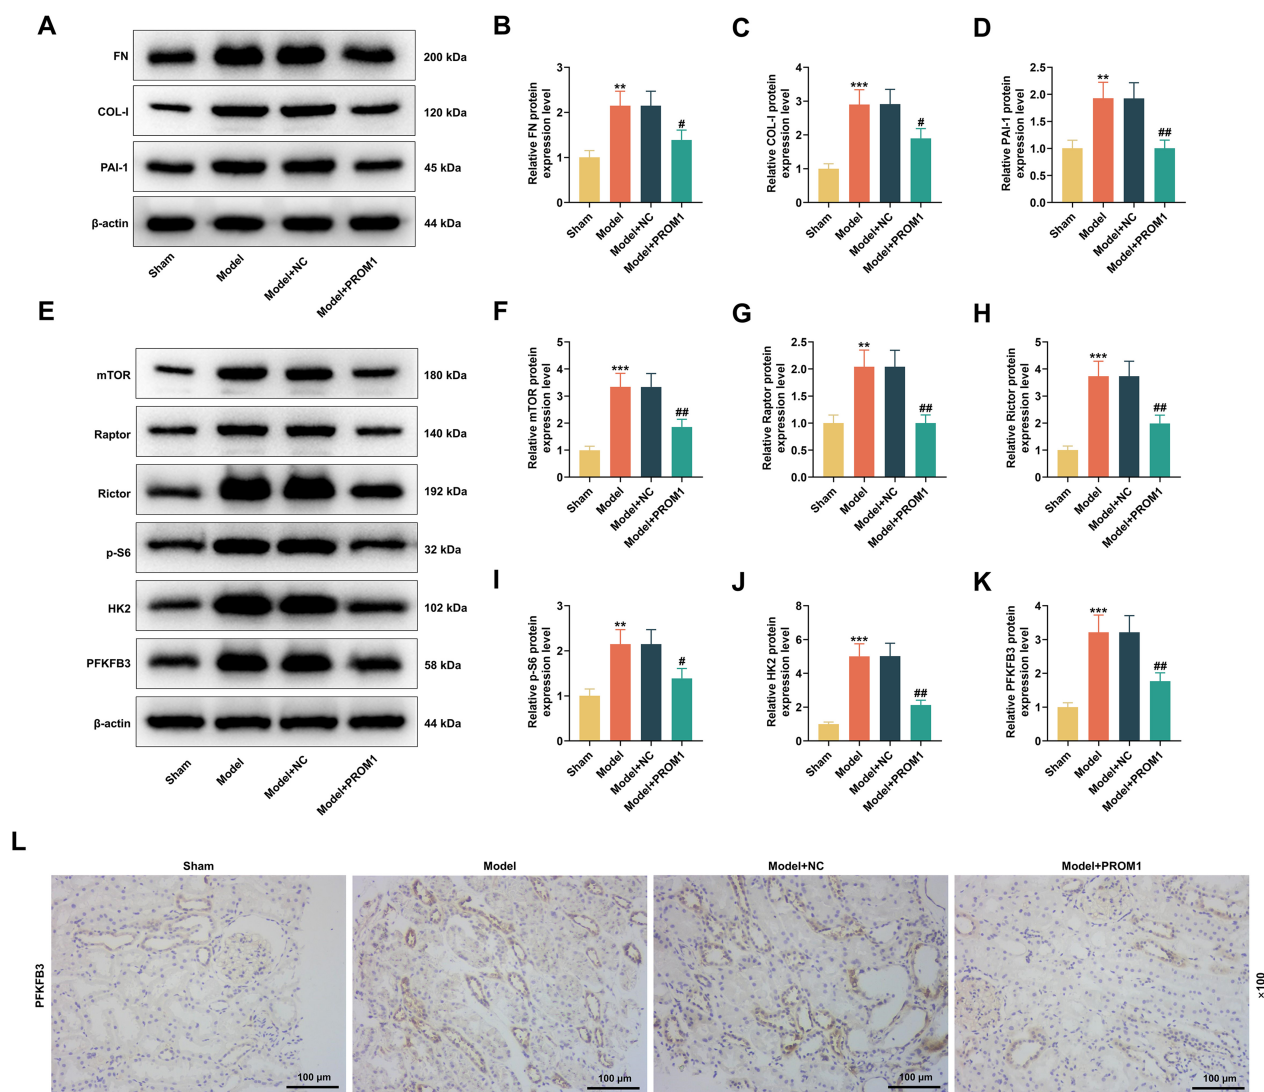 A
FN
200 kDa
COL-I
120 kDa
PAI-1
45 kDa
β-actin
44 kDa
Sham
Model
Model+NC
Model+PROM1
B
Relative FN protein
expression level
3
2
1
0
**
#
Sham
Model
Model+NC
Model+PROM1
C
Relative COL-I protein
expression level
4
3
2
1
0
***
#
Sham
Model
Model+NC
Model+PROM1
D
Relative PAI-1 protein
expression level
2.5
2.0
1.5
1.0
0.5
0.0
**
##
Sham
Model
Model+NC
Model+PROM1
E
mTOR
180 kDa
Raptor
140 kDa
Rictor
192 kDa
p-S6
32 kDa
HK2
102 kDa
PFKFB3
58 kDa
β-actin
44 kDa
Sham
Model
Model+NC
Model+PROM1
F
Relative mTOR protein
expression level
5
4
3
2
1
0
***
##
Sham
Model
Model+NC
Model+PROM1
G
Relative Raptor protein
expression level
2.5
2.0
1.5
1.0
0.5
0.0
**
##
Sham
Model
Model+NC
Model+PROM1
H
Relative Rictor protein
expression level
5
4
3
2
1
0
***
##
Sham
Model
Model+NC
Model+PROM1
I
Relative p-S6 protein
expression level
3
2
1
0
**
#
Sham
Model
Model+NC
Model+PROM1
J
Relative HK2 protein
expression level
8
6
4
2
0
***
##
Sham
Model
Model+NC
Model+PROM1
K
Relative PFKFB3 protein
expression level
4
3
2
1
0
***
##
Sham
Model
Model+NC
Model+PROM1
L
Sham
Model
Model+NC
Model+PROM1
PFKFB3
100 μm
100 μm
100 μm
100 μm
×100